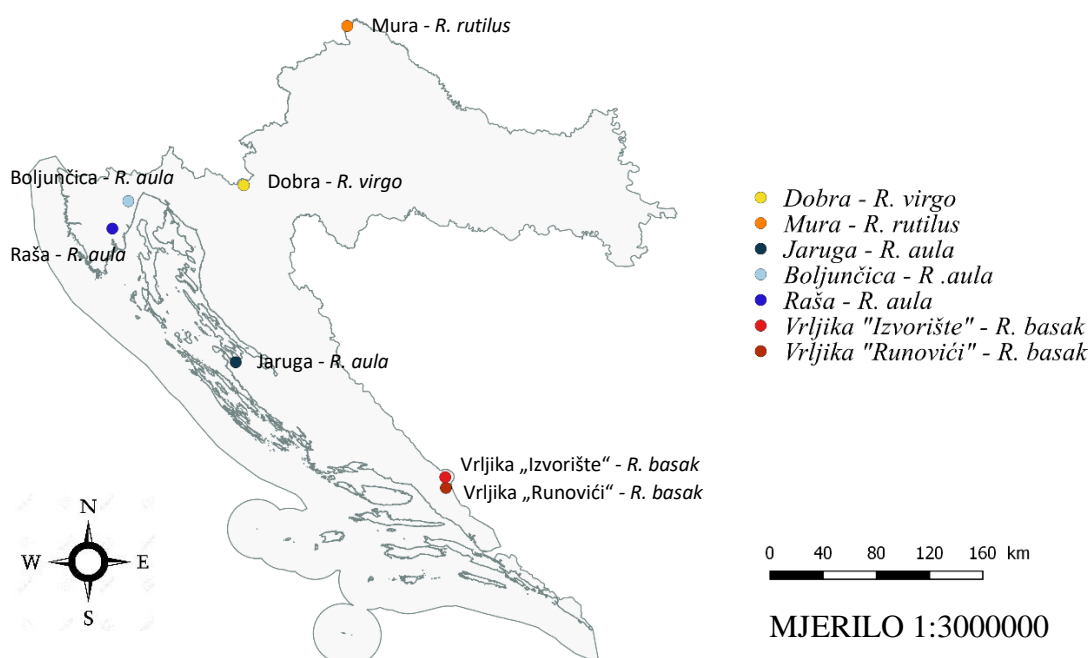 Mura - R. rutilus
Boljunčica - R. aula
Dobra - R. virgo
Raša - R. aula
Jaruga - R. aula
Vrljika „Izvorište“ - R. basak
Vrljika „Runovići“ - R. basak
Dobra - R. virgo
Mura - R. rutilus
Jaruga - R. aula
Boljunčica - R .aula
Raša - R. aula
Vrljika "Izvorište" - R. basak
Vrljika "Runovići" - R. basak
N
W E
S
0 40 80 120 160 km
MJERILO 1:3000000